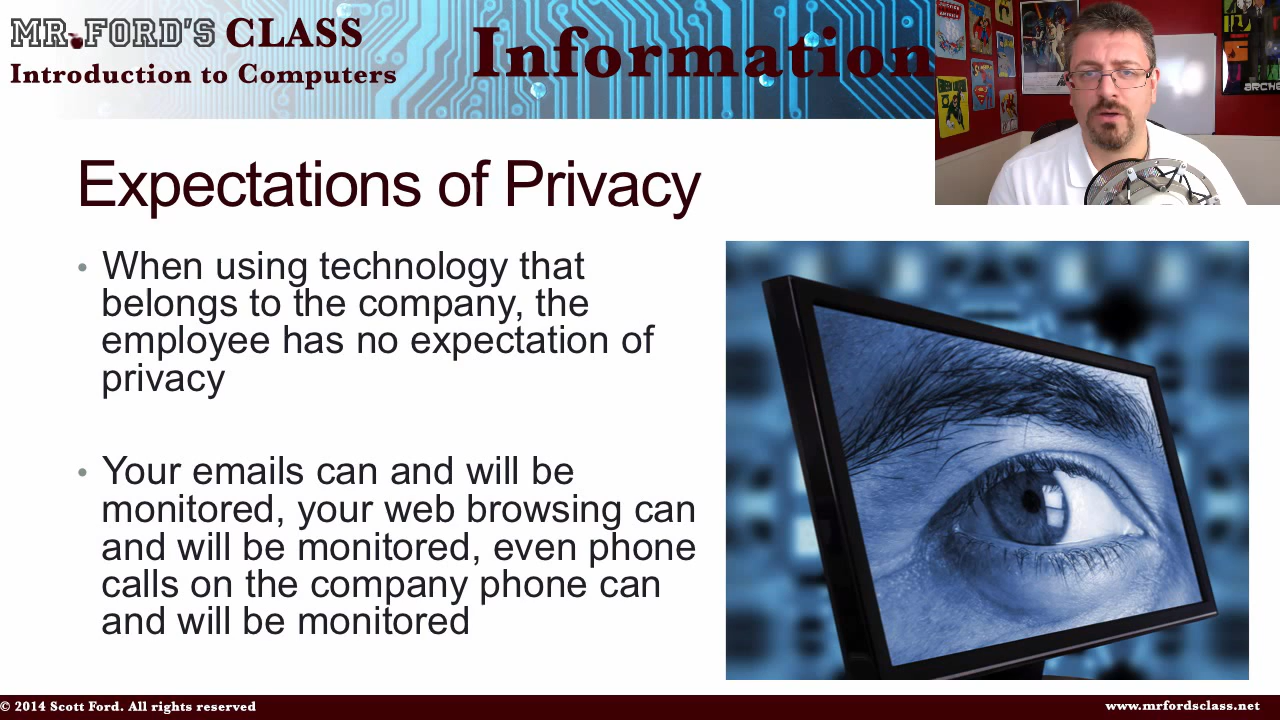 MR.FORD'S CLASS
Introduction to Computers
Information
ARCHE
Expectations of Privacy
• When using technology that
belongs to the company, the
employee has no expectation of
privacy
• Your emails can and will be
monitored, your web browsing can
and will be monitored, even phone
calls on the company phone can
and will be monitored
© 2014 Scott Ford. All rights reserved
www.mrfordsclass.net